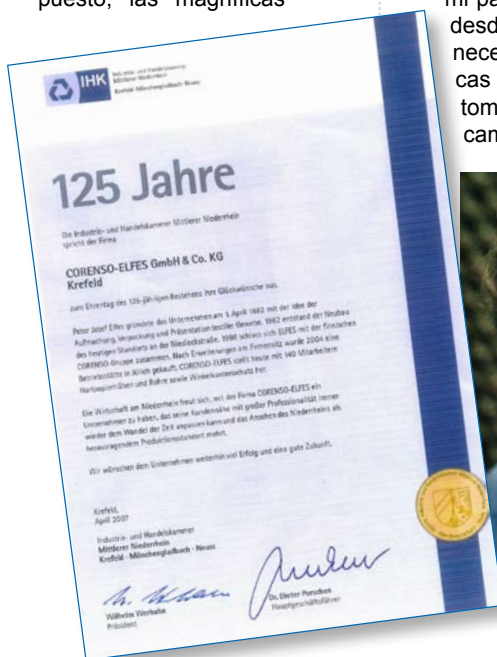 puesto, las magníficas
mi pa
desd
nece
cas
tom
cam
IHK
Industrie- und Handelskammer
Mittlerer Niederrhein
Krefeld · Mönchengladbach · Neuss
125 Jahre
Die Industrie- und Handelskammer Mittlerer Niederrhein
spricht der Firma
CORENSO-ELFES GmbH & Co. KG
Krefeld
zum Ehrentag des 125-jährigen Bestehens ihre Glückwünsche aus.
Peter Josef Elfes gründete das Unternehmen am 1. April 1882 mit der Idee der
Aufmachung, Verpackung und Präsentation textiler Gewebe. 1962 entstand der Neubau
des heutigen Standorts an der Niedieckstraße. 1998 schloss sich ELFES mit der finnischen
CORENSO-Gruppe zusammen. Nach Erweiterungen am Firmensitz wurde 2004 eine
Betriebsstätte in Jülich gekauft. CORENSO-ELFES stellt heute mit 140 Mitarbeitern
Hartpapierhülsen und Rohre sowie Winkelkantenschutz her.
Die Wirtschaft am Niederrhein freut sich, mit der Firma CORENSO-ELFES ein
Unternehmen zu haben, das seine Kundennähe mit großer Professionalität immer
wieder dem Wandel der Zeit anpassen kann und das Ansehen des Niederrheins als
herausragendem Produktionsstandort mehrt.
Wir wünschen dem Unternehmen weiterhin viel Erfolg und eine gute Zukunft.
Krefeld,
April 2007
Industrie- und Handelskammer
Mittlerer Niederrhein
Krefeld · Mönchengladbach · Neuss
Wilhelm Werhahn
Präsident
Dr. Dieter Porschen
Hauptgeschäftsführer